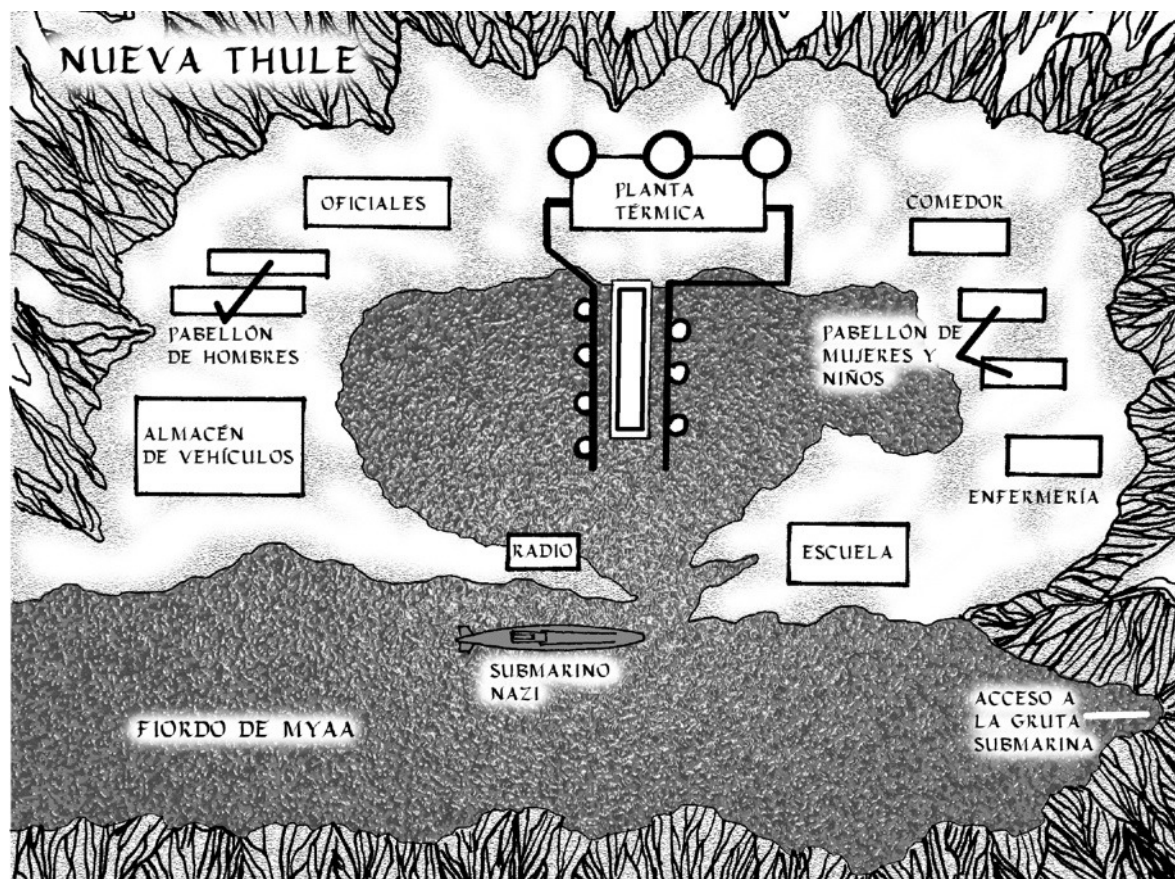 NUEVA THULE
PLANTA
TÉRMICA
OFICIALES
COMEDOR
PABELLÓN
DE HOMBRES
PABELLÓN DE
MUJERES Y
NIÑOS
ALMACÉN
DE VEHÍCULOS
ENFERMERÍA
RADIO
ESCUELA
SUBMARINO
NAZI
ACCESO A
LA GRUTA
SUBMARINA
FIORDO DE MYAA